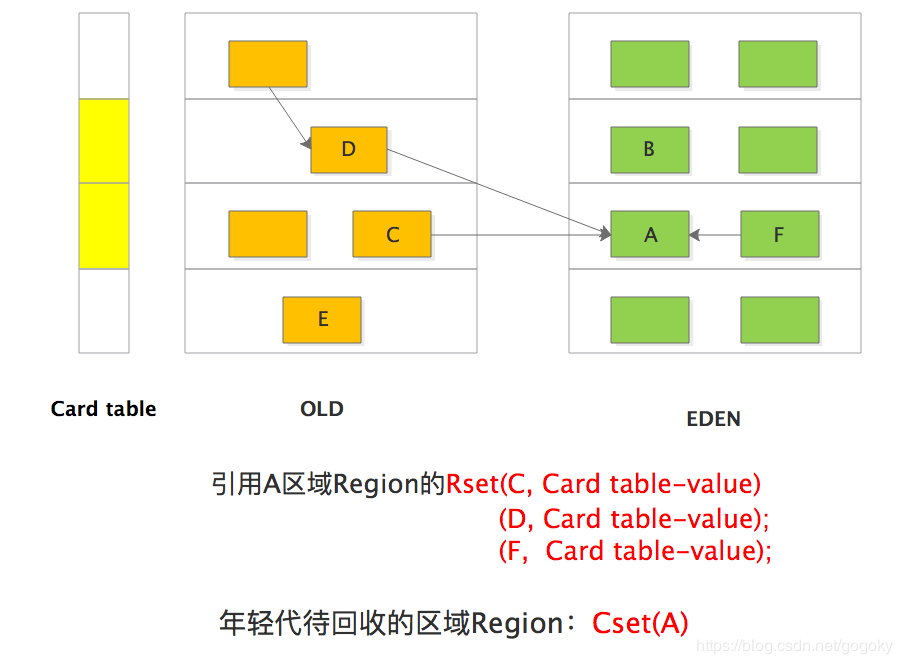 D
B
C
A
F
E
Card table
OLD
EDEN
引用A区域Region的Rset(C, Card table-value)
(D, Card table-value);
(F, Card table-value);
年轻代待回收的区域Region：Cset(A)
https://blog.csdn.net/gogoky